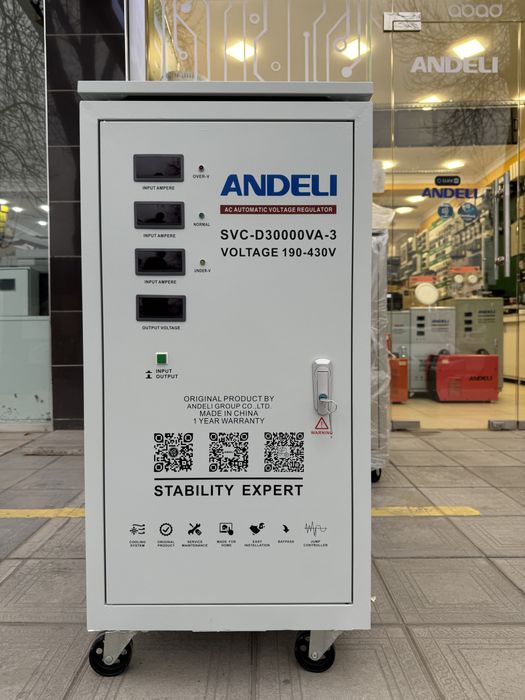 abad
ANDELI
ANDELI
INPUT AMPERE
OVER-V
ANDELI
AC AUTOMATIC VOLTAGE REGULATOR
INPUT AMPERE
NORMAL
SVC-D30000VA-3
VOLTAGE 190-430V
INPUT AMPERE
UNDER-V
OUTPUT VOLTAGE
INPUT
OUTPUT
ORIGINAL PRODUCT BY
ANDELI GROUP CO.,LTD.
MADE IN CHINA
1 YEAR WARRANTY
WARNING
STABILITY EXPERT
COOLING
SYSTEM
ORIGINAL
PRODUCT
SERVICE
MAINTENANCE
MADE FOR
HOME
EASY
INSTALLATION
BAYPASS
JUMP
CONTROLLER
ANDELI